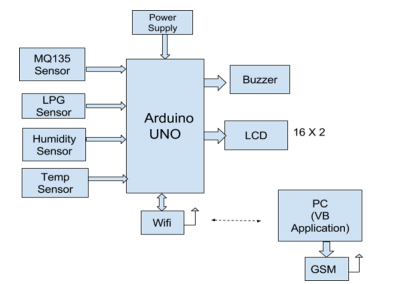 Power
Supply
MQ135
Sensor
LPG
Sensor
Humidity
Sensor
Temp
Sensor
Arduino
UNO
Buzzer
LCD
16 X 2
Wifi
PC
(VB
Application)
GSM